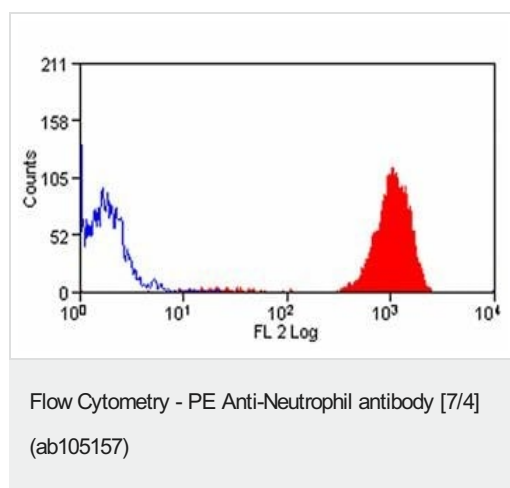 211
158
105
52
0
Counts
10⁰ 10¹ 10² 10³ 10⁴
FL 2 Log
Flow Cytometry - PE Anti-Neutrophil antibody [7/4]
(ab105157)